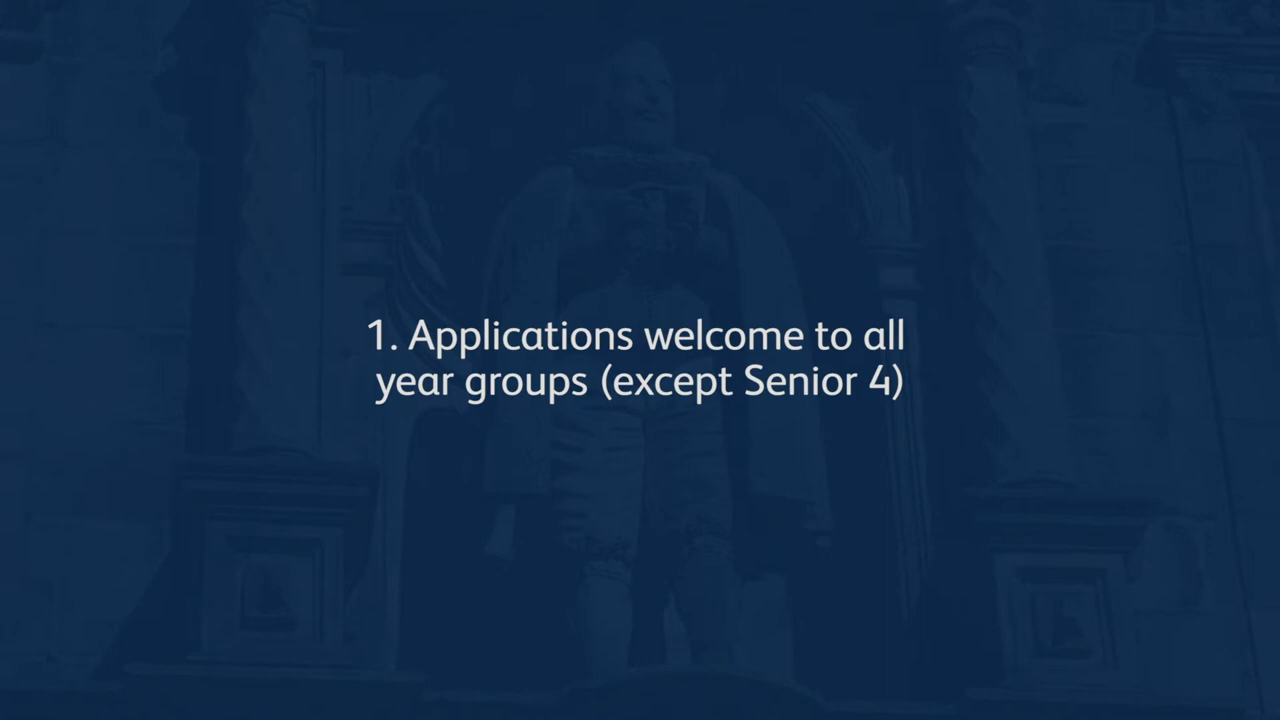 1. Applications welcome to all
year groups (except Senior 4)